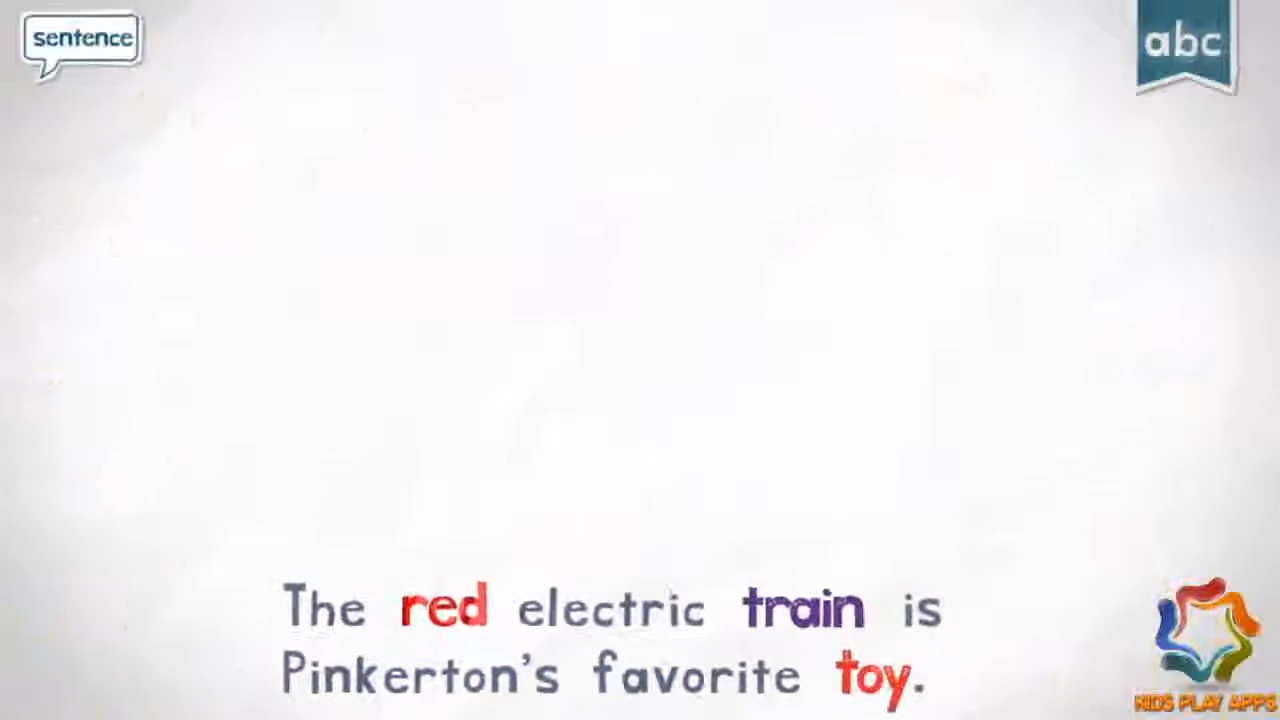 sentence
abc
The red electric train is
Pinkerton's favorite toy.
KIDS PLAY APPS